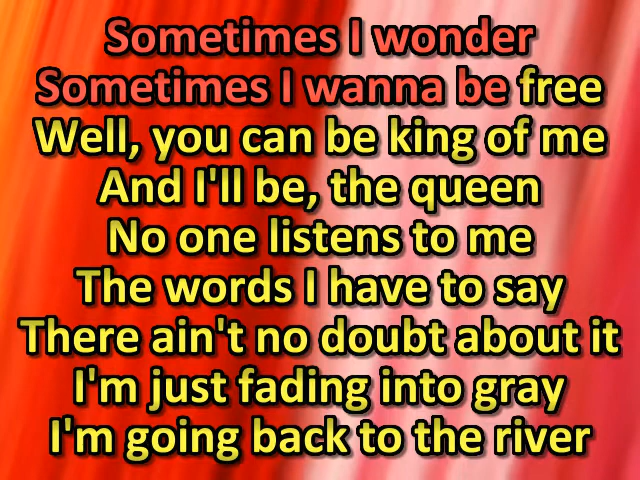 Sometimes I wonder
Sometimes I wanna be free
Well, you can be king of me
And I'll be, the queen
No one listens to me
The words I have to say
There ain't no doubt about it
I'm just fading into gray
I'm going back to the river